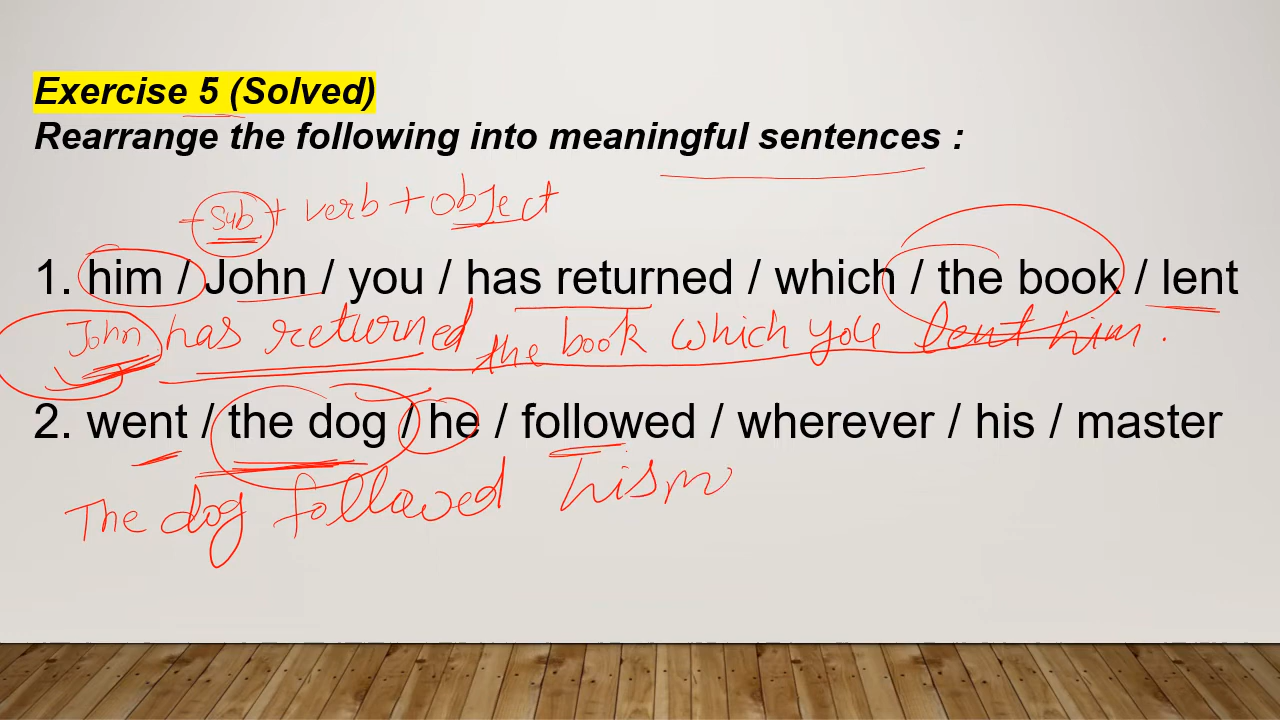 Exercise 5 (Solved)
Rearrange the following into meaningful sentences :
Sub + verb + object
1. him / John / you / has returned / which / the book / lent
John has returned the book which you lent him.
2. went / the dog / he / followed / wherever / his / master
The dog followed hism